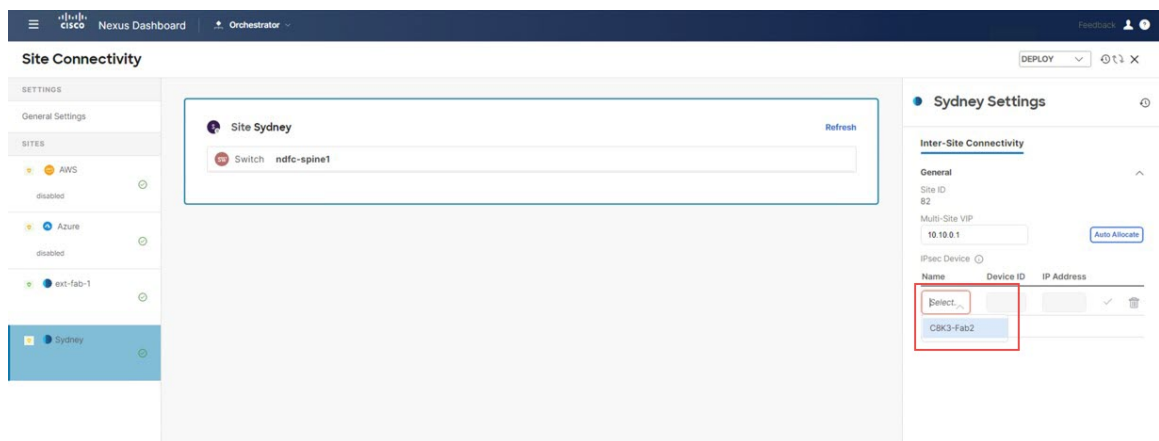 cisco Nexus Dashboard Orchestrator Feedback
Site Connectivity DEPLOY
SETTINGS
General Settings
SITES
AWS
disabled
Azure
disabled
ext-fab-1
Sydney
Site Sydney Refresh
Switch ndfc-spine1
Sydney Settings
Inter-Site Connectivity
General
Site ID
82
Multi-Site VIP
10.10.0.1 Auto Allocate
IPsec Device
Name Device ID IP Address
Select.
C8K3-Fab2